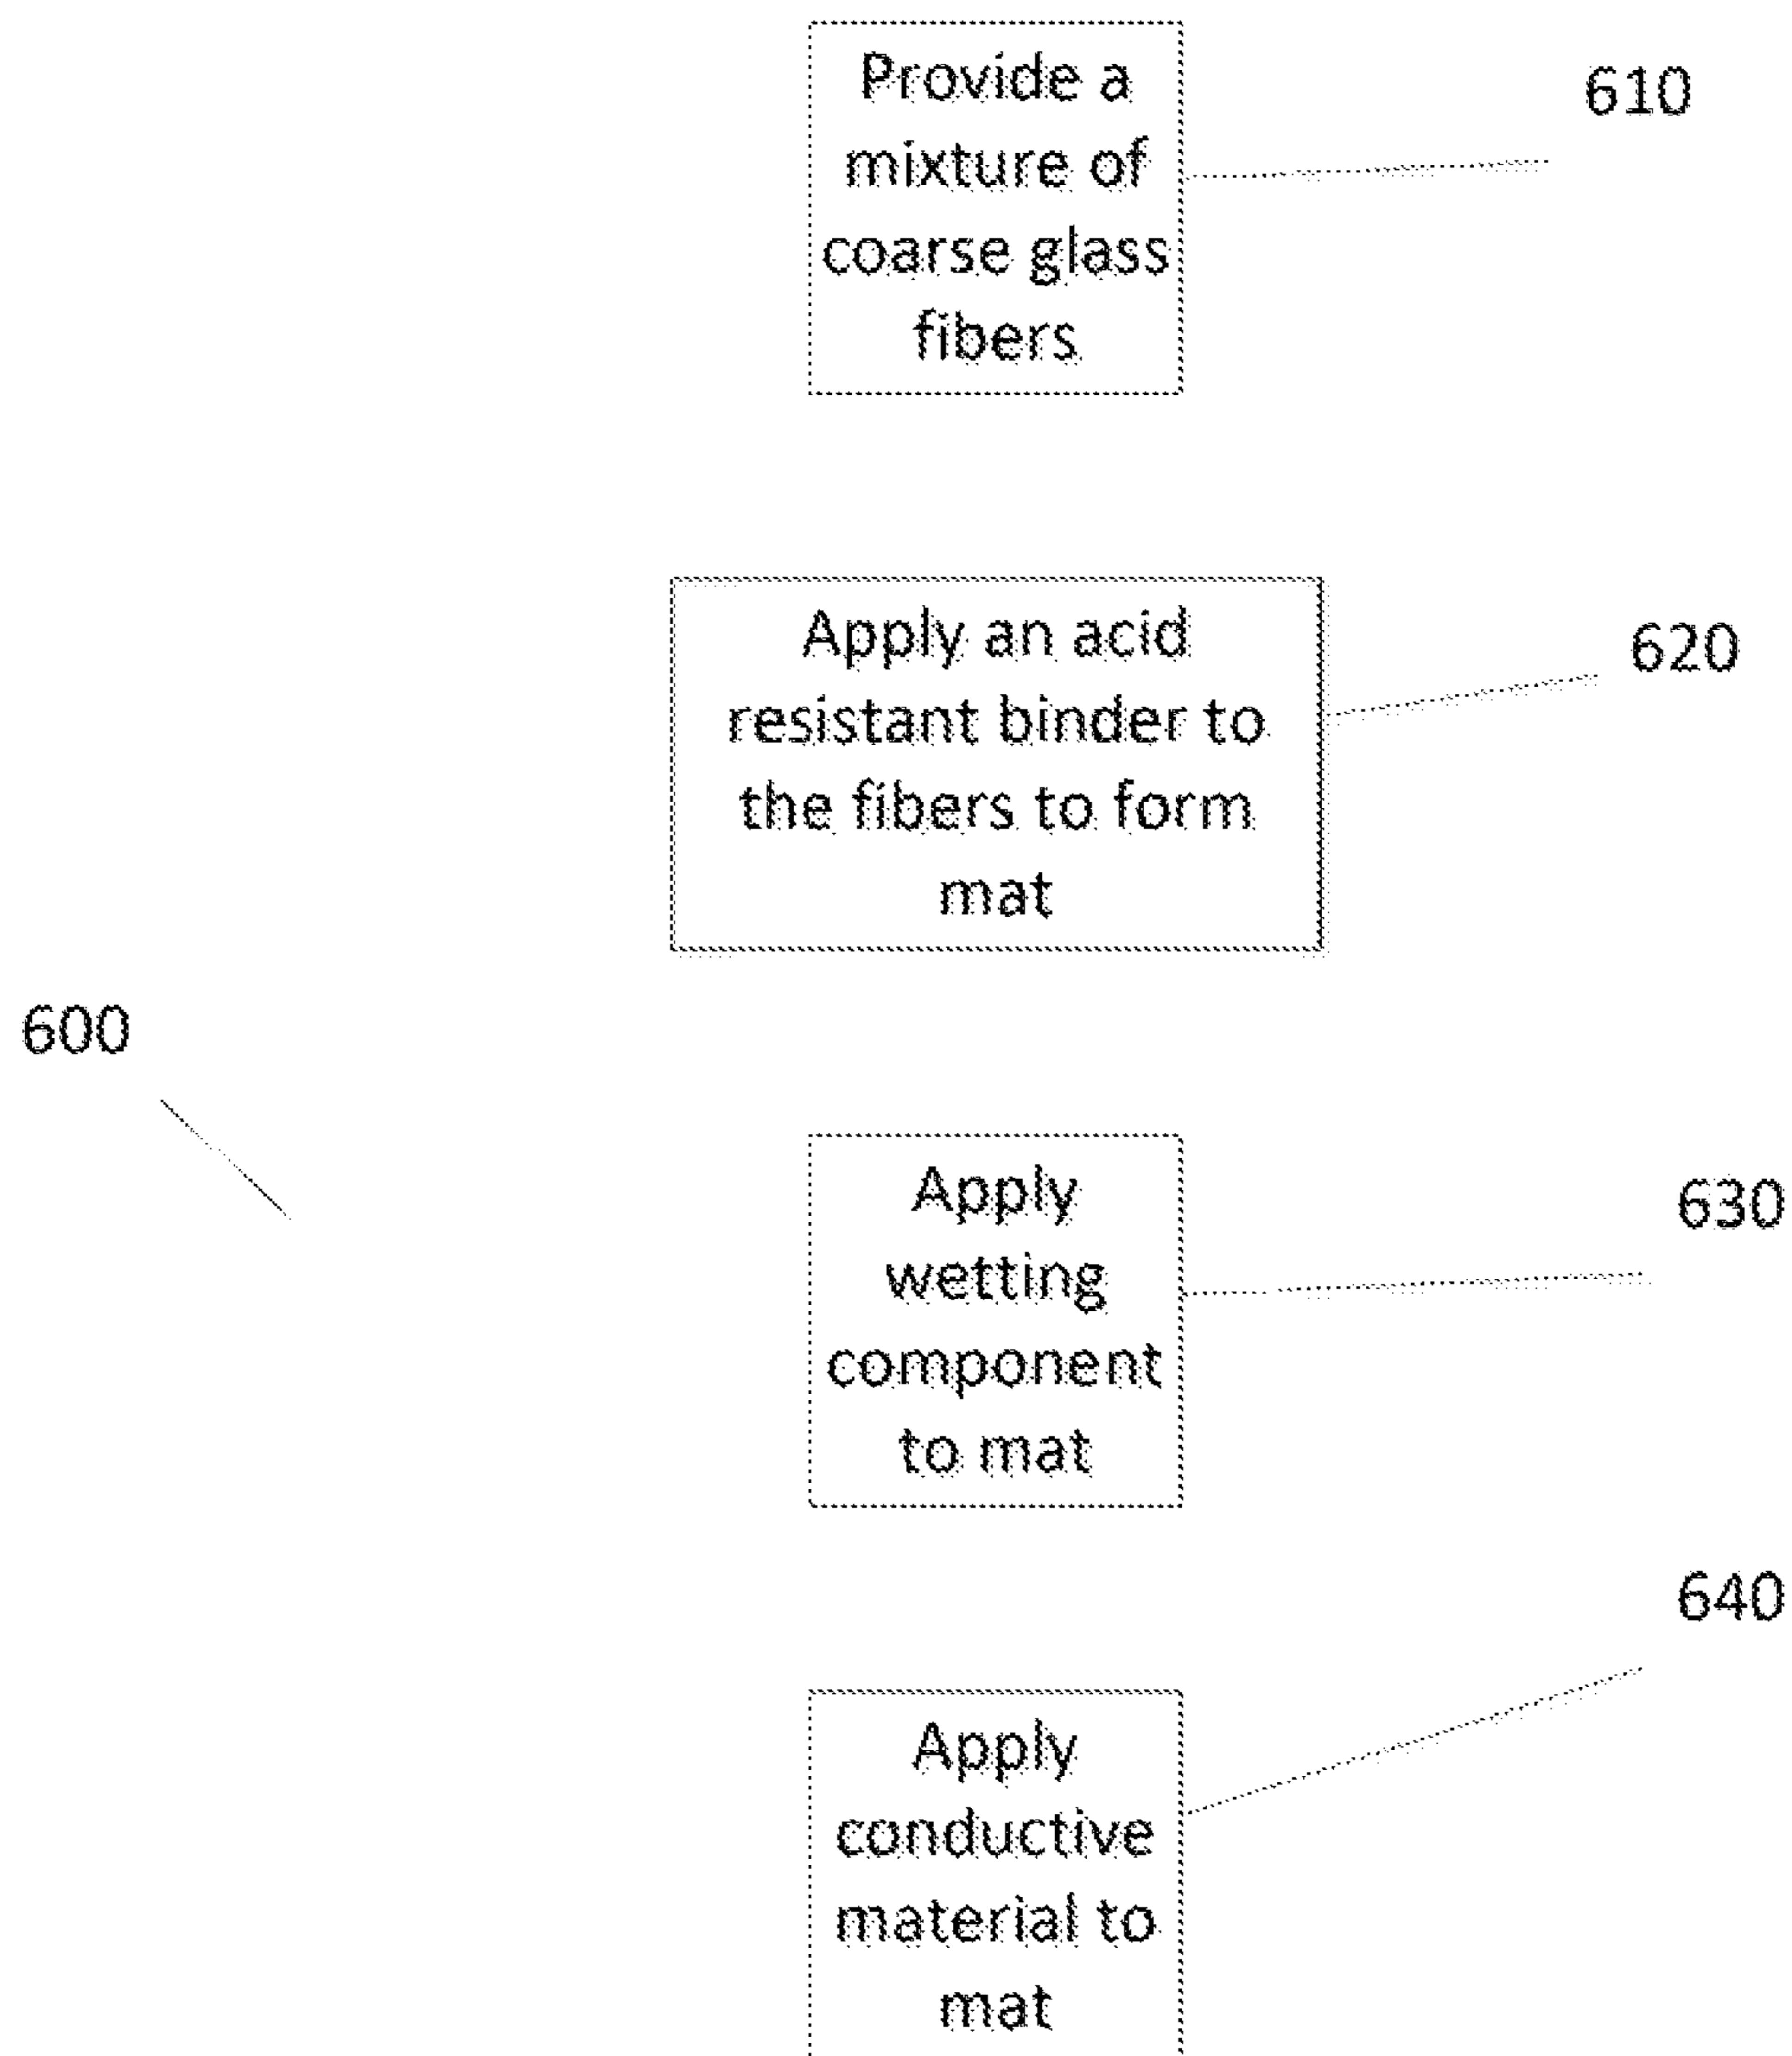 Provide a
mixture of
coarse glass
fibers
610
Apply an acid
resistant binder to
the fibers to form
mat
620
600
Apply
wetting
component
to mat
630
640
Apply
conductive
material to
mat